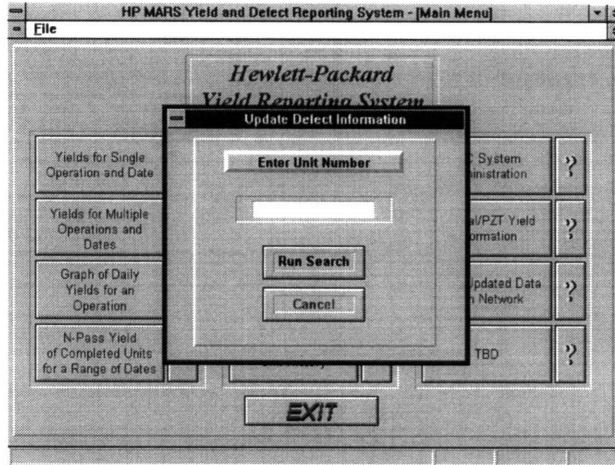 HP MARS Yield and Defect Reporting System - [Main Menu]
File
Hewlett-Packard
Yield Reporting System
Update Defect Information
Enter Unit Number
Run Search
Cancel
Yields for Single
Operation and Date
Yields for Multiple
Operations and
Dates
Graph of Daily
Yields for an
Operation
N-Pass Yield
of Completed Units
for a Range of Dates
C System
ministration
?
al/PZT Yield
ormation
?
Updated Data
Network
?
TBD
?
EXIT